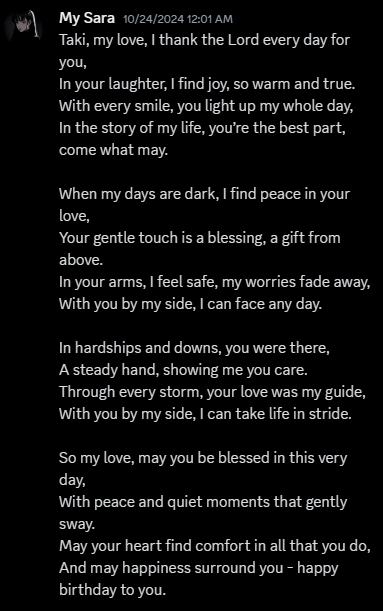 My Sara 10/24/2024 12:01 AM
Taki, my love, I thank the Lord every day for
you,
In your laughter, I find joy, so warm and true.
With every smile, you light up my whole day,
In the story of my life, you’re the best part,
come what may.

When my days are dark, I find peace in your
love,
Your gentle touch is a blessing, a gift from
above.
In your arms, I feel safe, my worries fade away,
With you by my side, I can face any day.

In hardships and downs, you were there,
A steady hand, showing me you care.
Through every storm, your love was my guide,
With you by my side, I can take life in stride.

So my love, may you be blessed in this very
day,
With peace and quiet moments that gently
sway.
May your heart find comfort in all that you do,
And may happiness surround you - happy
birthday to you.